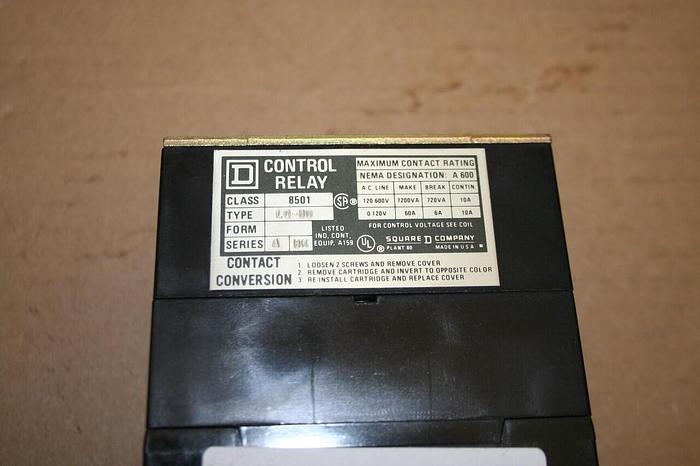 D CONTROL RELAY
MAXIMUM CONTACT RATING
NEMA DESIGNATION: A 600
A C LINE MAKE BREAK CONTIN.
120 600V 7200VA 720VA 10A
0 120V 60A 6A 10A
FOR CONTROL VOLTAGE SEE COIL
CLASS 8501
TYPE
FORM
SERIES A
SA ®
LISTED
IND. CONT.
EQUIP. A159
UL ®
SQUARE D COMPANY
PLANT 80 MADE IN U.S.A.
CONTACT CONVERSION
1 LOOSEN 2 SCREWS AND REMOVE COVER
2 REMOVE CARTRIDGE AND INVERT TO OPPOSITE COLOR
3 RE-INSTALL CARTRIDGE AND REPLACE COVER